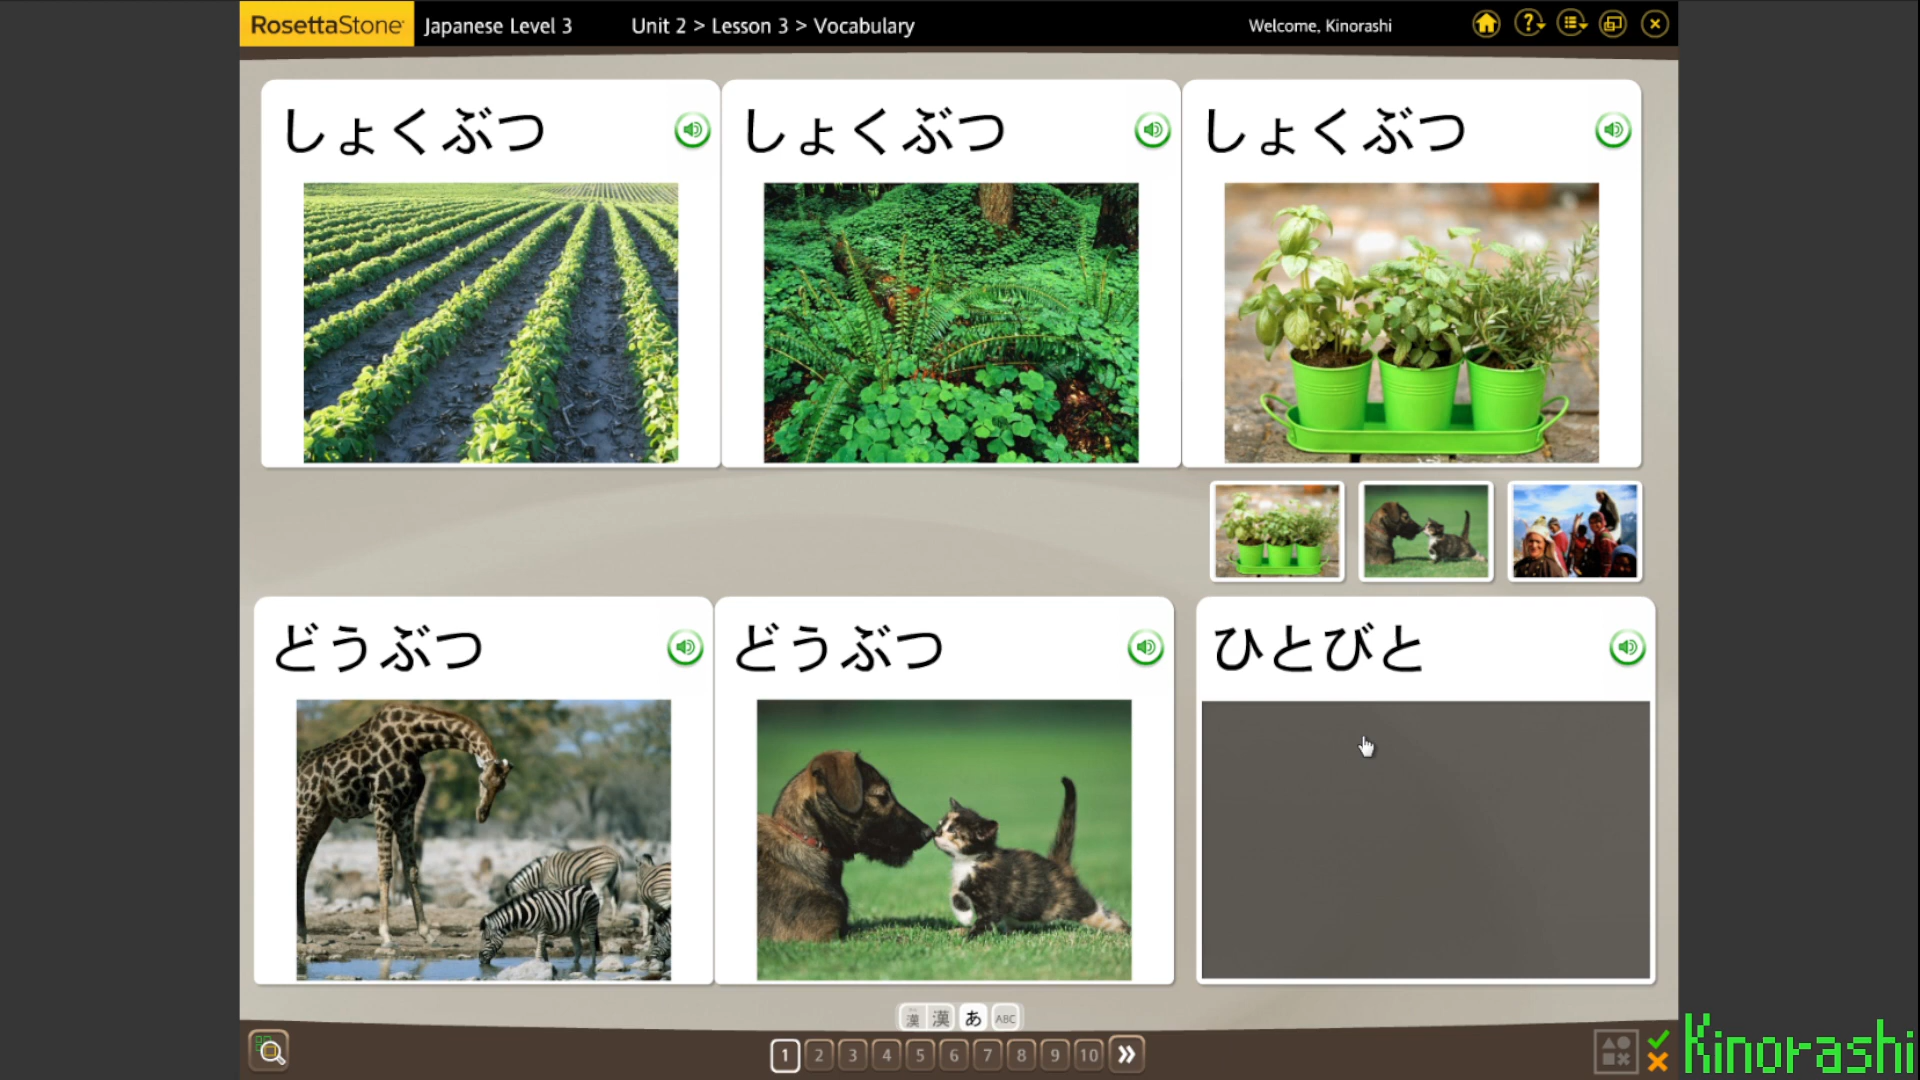 RosettaStone Japanese Level 3 Unit 2 > Lesson 3 > Vocabulary Welcome, Kinorashi
しょくぶつ しょくぶつ しょくぶつ
どうぶつ どうぶつ ひとびと
漢 漢 あ ABC
1 2 3 4 5 6 7 8 9 10 »
Kinorashi